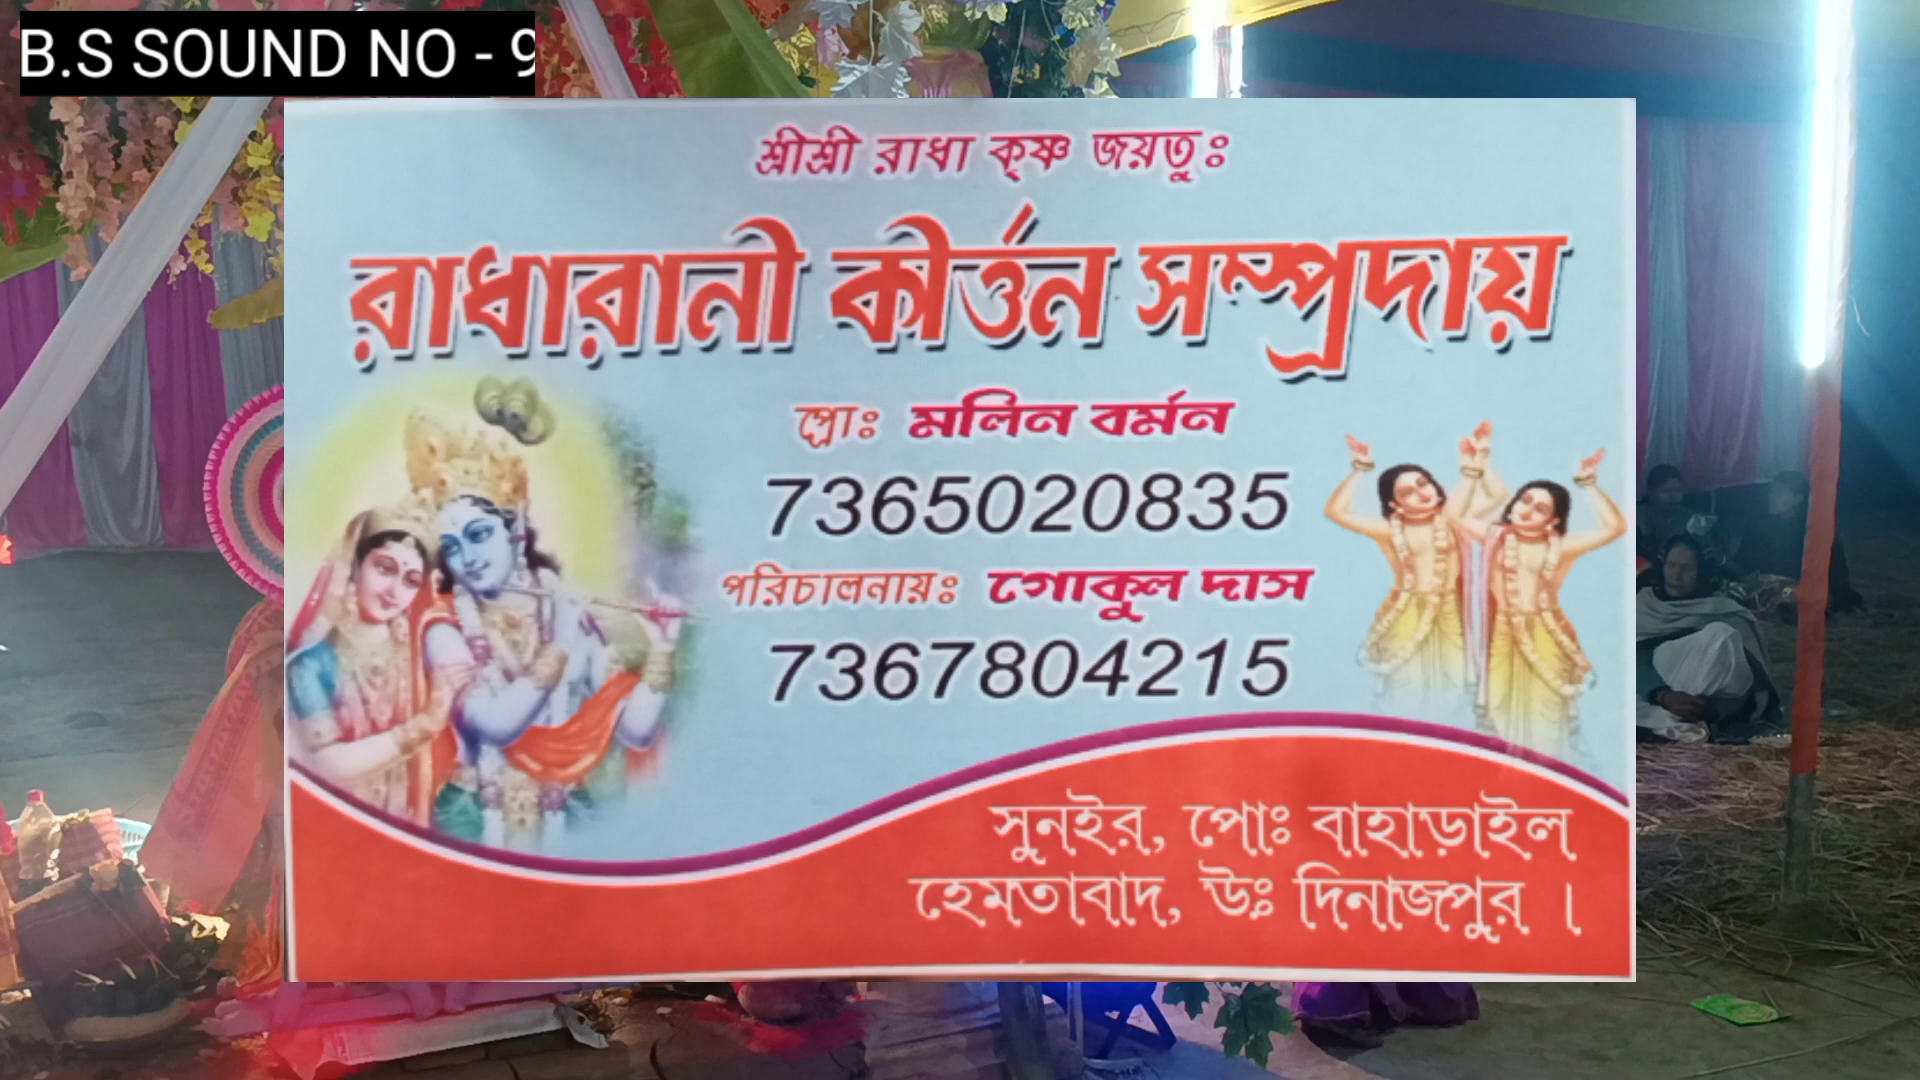 B.S SOUND NO - 9
শ্রীশ্রী রাধা কৃষ্ণ জয়তুঃ
রাধারানী কীর্ত্তন সম্প্রদায়
প্রোঃ মলিন বর্মন
7365020835
পরিচালনায়ঃ গোকুল দাস
7367804215
সুনইর, পোঃ বাহাড়াইল
হেমতাবাদ, উঃ দিনাজপুর ।